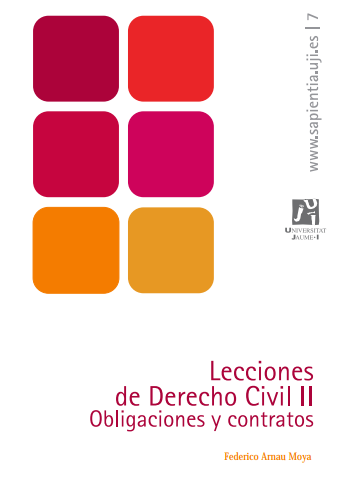 www.sapientia.uji.es | 7
UNIVERSITAT
JAUME·I
Lecciones
de Derecho Civil II
Obligaciones y contratos
Federico Arnau Moya